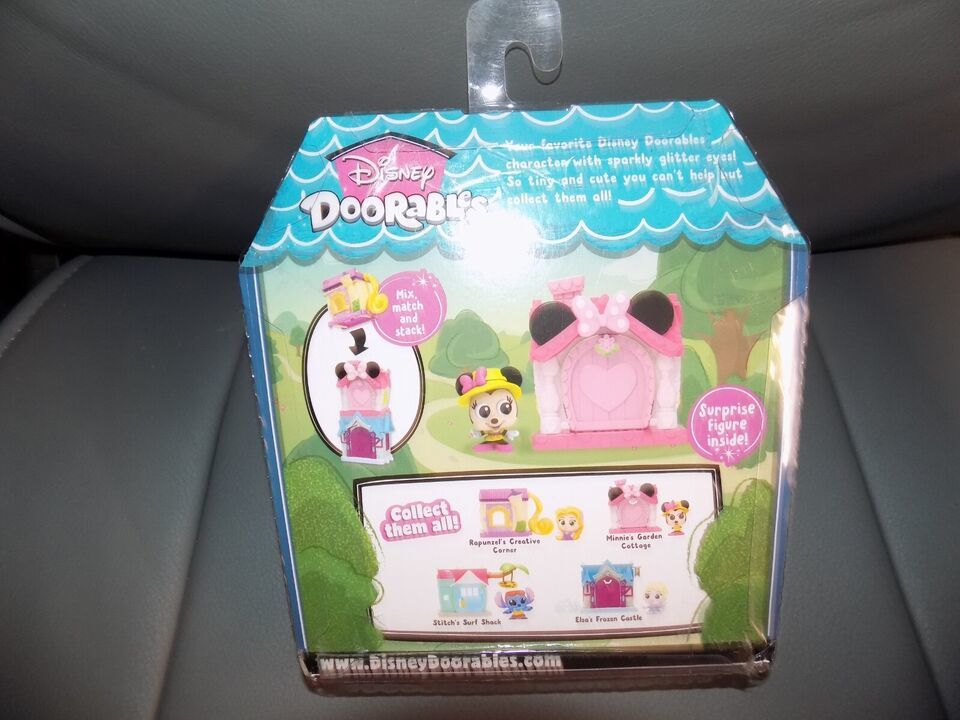 Disney
DOORABLES
Your favorite Disney Doorables
character with sparkly glitter eyes!
So tiny and cute you can't help but
collect them all!
Mix,
match
and
stack!
Surprise
figure
inside!
Collect
them all!
Rapunzel's Creative
Corner
Minnie's Garden
Cottage
Stitch's Surf Shack
Elsa's Frozen Castle
www.DisneyDoorables.com